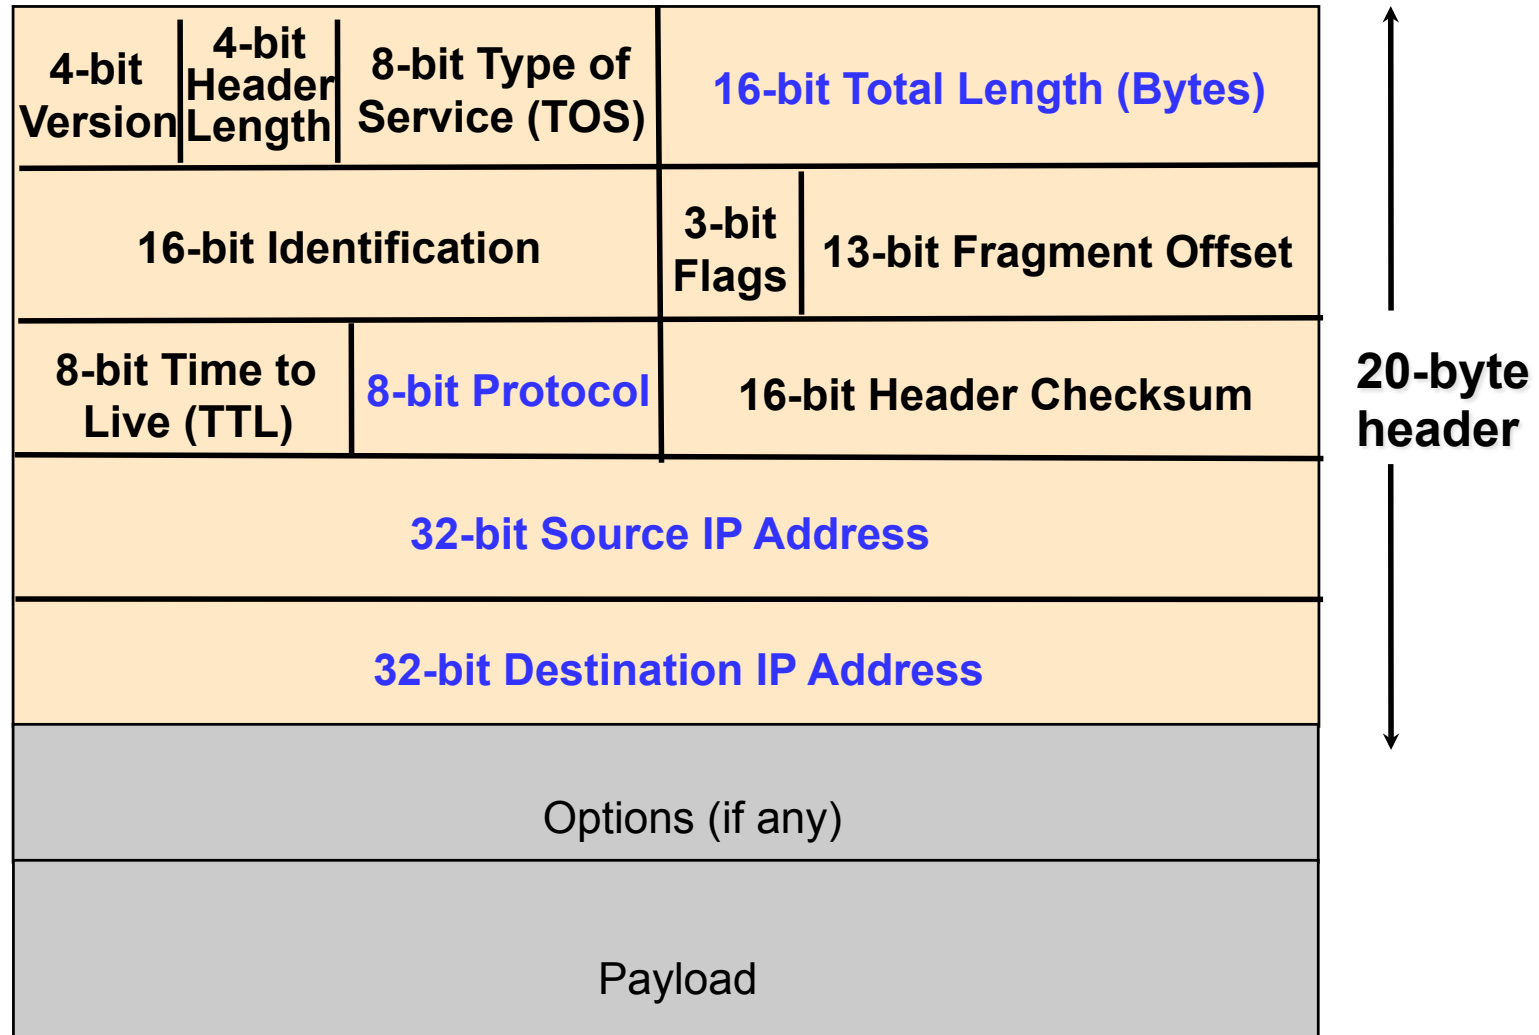 4-bit
Version
4-bit
Header
Length
8-bit Type of
Service (TOS)
16-bit Total Length (Bytes)
16-bit Identification
3-bit
Flags
13-bit Fragment Offset
8-bit Time to
Live (TTL)
8-bit Protocol
16-bit Header Checksum
20-byte
header
32-bit Source IP Address
32-bit Destination IP Address
Options (if any)
Payload